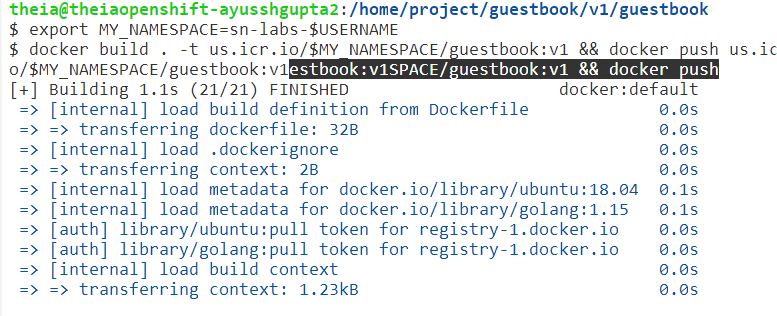 theia@theiaopenshift-ayusshgupta2:/home/project/guestbook/v1/guestbook
$ export MY_NAMESPACE=sn-labs-$USERNAME
$ docker build . -t us.icr.io/$MY_NAMESPACE/guestbook:v1 && docker push us.ic
o/$MY_NAMESPACE/guestbook:v1estbook:v1SPACE/guestbook:v1 && docker push
[+] Building 1.1s (21/21) FINISHED docker:default
=> [internal] load build definition from Dockerfile 0.0s
=> => transferring dockerfile: 32B 0.0s
=> [internal] load .dockerignore 0.0s
=> => transferring context: 2B 0.0s
=> [internal] load metadata for docker.io/library/ubuntu:18.04 0.1s
=> [internal] load metadata for docker.io/library/golang:1.15 0.1s
=> [auth] library/ubuntu:pull token for registry-1.docker.io 0.0s
=> [auth] library/golang:pull token for registry-1.docker.io 0.0s
=> [internal] load build context 0.0s
=> => transferring context: 1.23kB 0.0s